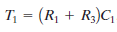 T₁ = (R₁ + R₃)C₁